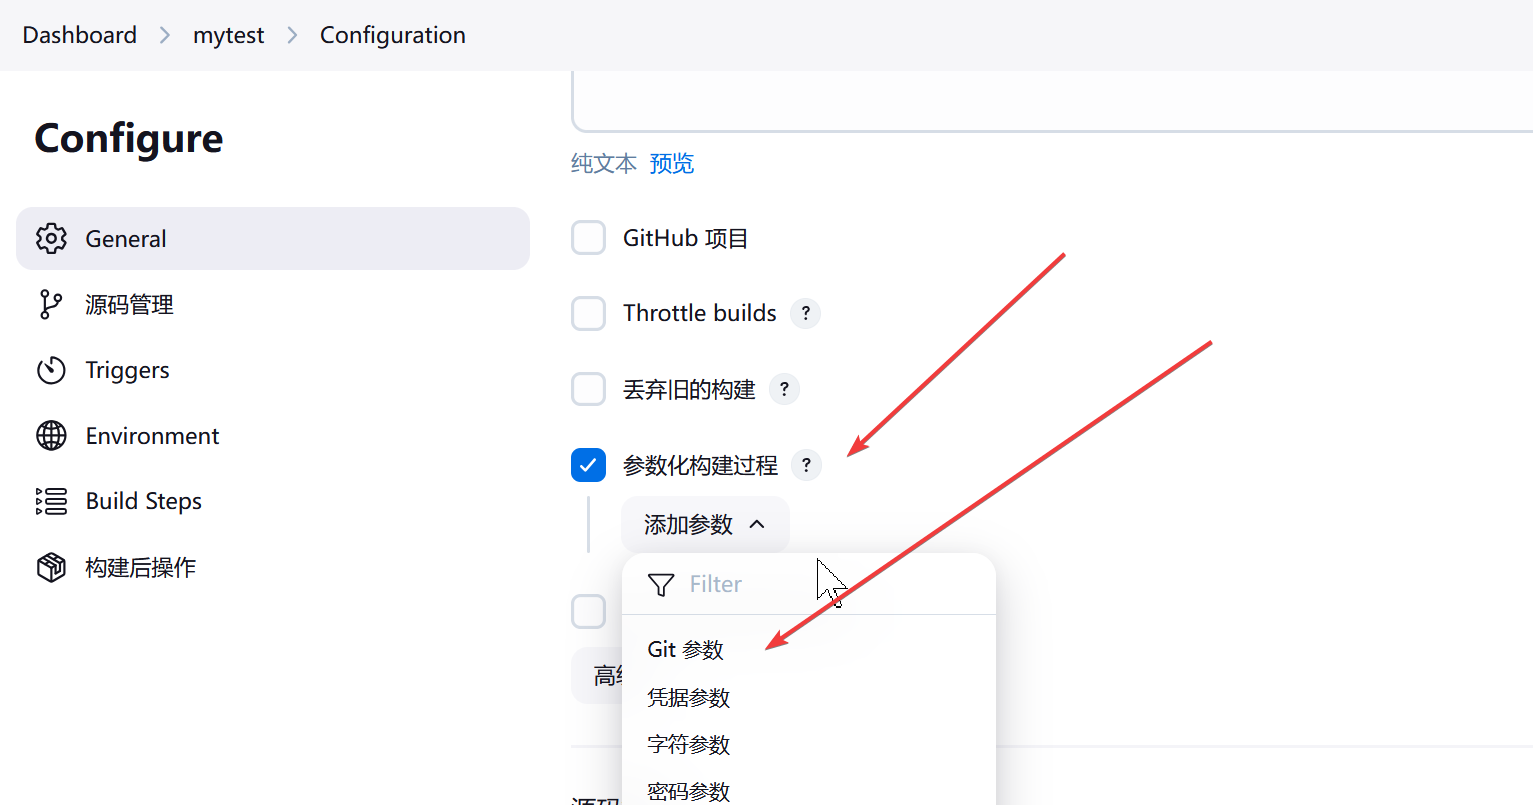 Dashboard > mytest > Configuration
Configure
General
源码管理
Triggers
Environment
Build Steps
构建后操作
纯文本 预览
GitHub 项目
Throttle builds ?
丢弃旧的构建 ?
参数化构建过程 ?
添加参数
Filter
Git 参数
凭据参数
字符参数
密码参数
高
源码